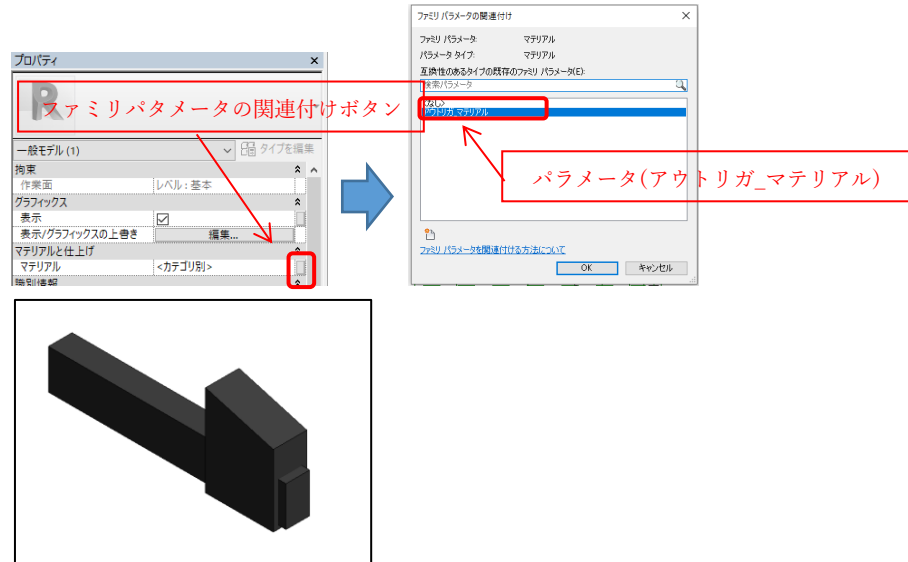 プロパティ
×
R
ファミリパタメータの関連付けボタン
一般モデル (1)
タイプを編集
拘束
作業面 レベル : 基本
グラフィックス
表示
表示/グラフィックスの上書き 編集...
マテリアルと仕上げ
マテリアル <カテゴリ別>
識別情報
ファミリ パラメータの関連付け
×
ファミリ パラメータ: マテリアル
パラメータ タイプ: マテリアル
互換性のあるタイプの既存のファミリ パラメータ(E):
検索パラメータ
<なし>
アウトリガ_マテリアル
パラメータ(アウトリガ_マテリアル)
ファミリ パラメータを関連付ける方法について
OK キャンセル